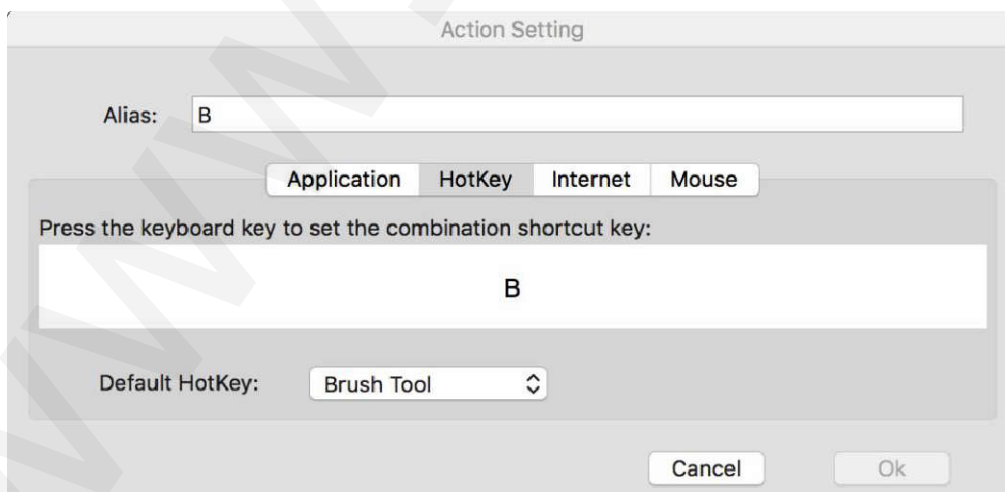 Action Setting
Alias: B
Application HotKey Internet Mouse
Press the keyboard key to set the combination shortcut key:
B
Default HotKey: Brush Tool
Cancel Ok